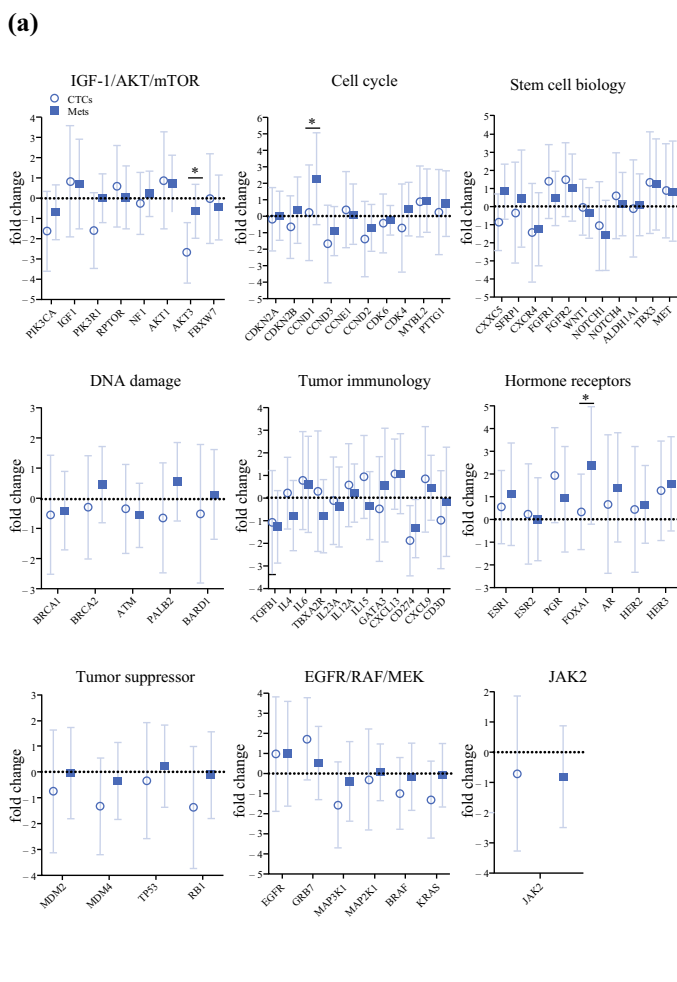 (a)
IGF-1/AKT/mTOR
CTCs
Mets
*
fold change
4
3
2
1
0
−1
−2
−3
−4
−5
PIK3CA
IGF1
PIK3R1
RPTOR
NF1
AKT1
AKT3
FBXW7
Cell cycle
*
fold change
6
5
4
3
2
1
0
−1
−2
−3
−4
−5
CDKN2A
CDKN2B
CCND1
CCND3
CCNE1
CCND2
CDK6
CDK4
MYBL2
PTTG1
Stem cell biology
fold change
5
4
3
2
1
0
−1
−2
−3
−4
−5
CXXC5
SFRP1
CXCR4
FGFR1
FGFR2
WNT1
NOTCH1
NOTCH4
ALDH1A1
TBX3
MET
DNA damage
fold change
3
2
1
0
−1
−2
−3
BRCA1
BRCA2
ATM
PALB2
BARD1
Tumor immunology
fold change
4
3
2
1
0
−1
−2
−3
−4
TGFB1
IL4
IL6
TBXA2R
IL23A
IL12A
IL15
GATA3
CXCL13
CD274
CXCL9
CD3D
Hormone receptors
*
fold change
5
4
3
2
1
0
−1
−2
−3
ESR1
ESR2
PGR
FOXA1
AR
HER2
HER3
Tumor suppressor
fold change
3
2
1
0
−1
−2
−3
−4
MDM2
MDM4
TP53
RB1
EGFR/RAF/MEK
fold change
4
3
2
1
0
−1
−2
−3
−4
5
EGFR
GRB7
MAP3K1
MAP2K1
BRAF
KRAS
JAK2
fold change
2
1
0
−1
−2
−3
−4
JAK2